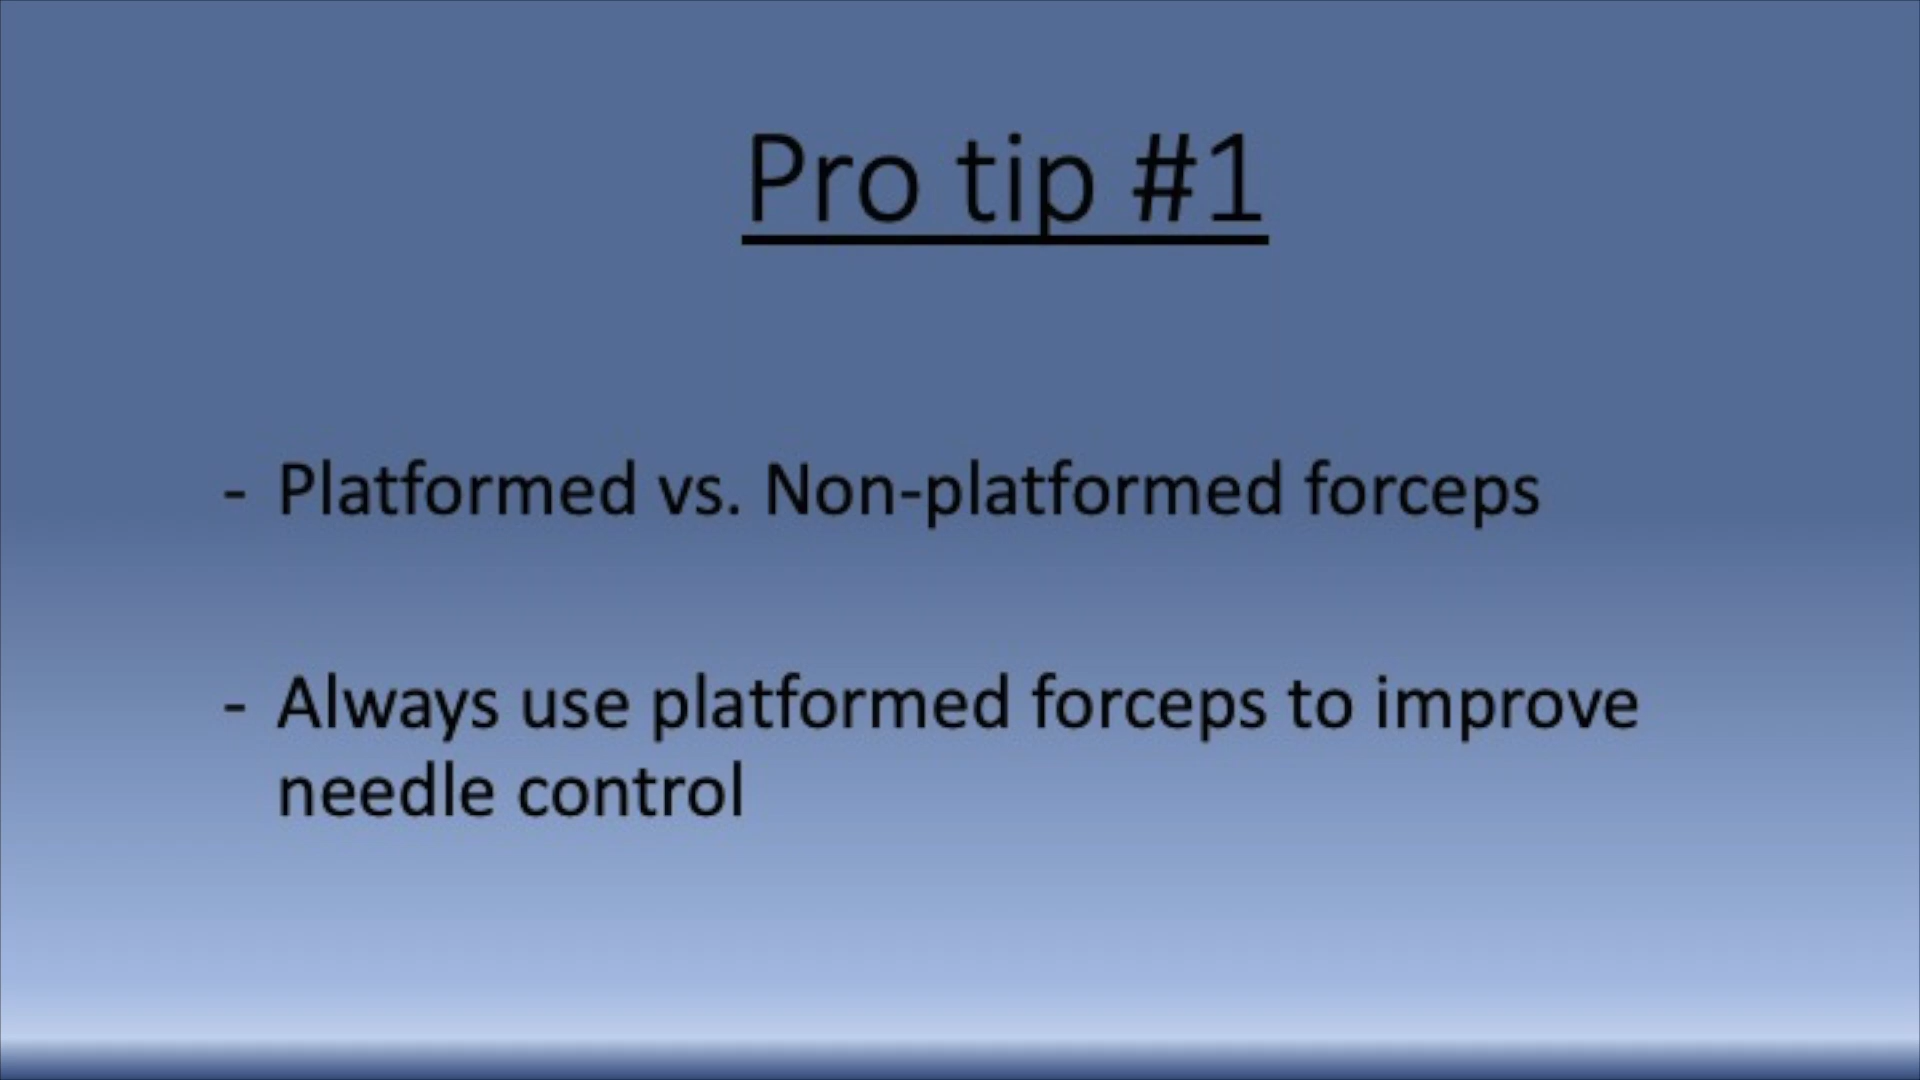 Pro tip #1
- Platformed vs. Non-platformed forceps
- Always use platformed forceps to improve
needle control